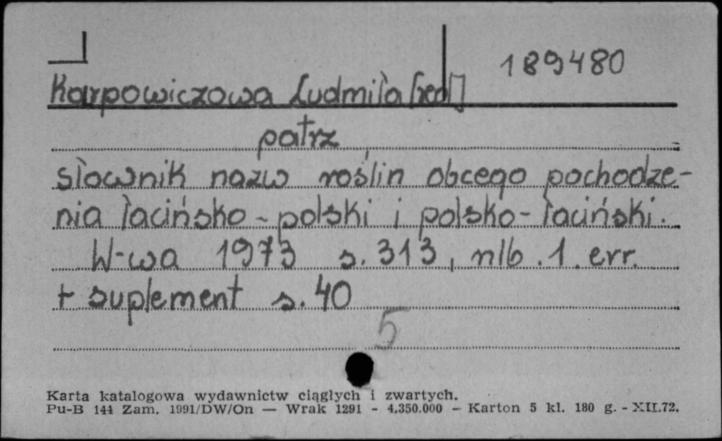 189480
Karpowiczowa Ludmiła [red]
patrz
słownik nazw roślin obcego pochodze-
nia łacińsko-polski i polsko-łaciński.
W-wa 1973 s. 313, nlb. 1. err.
+ suplement s. 40
5
Karta katalogowa wydawnictw ciągłych i zwartych.
Pu-B 144 Zam. 1991/DW/On — Wrak 1291 - 4.350.000 — Karton 5 kl. 180 g. - XII.72.